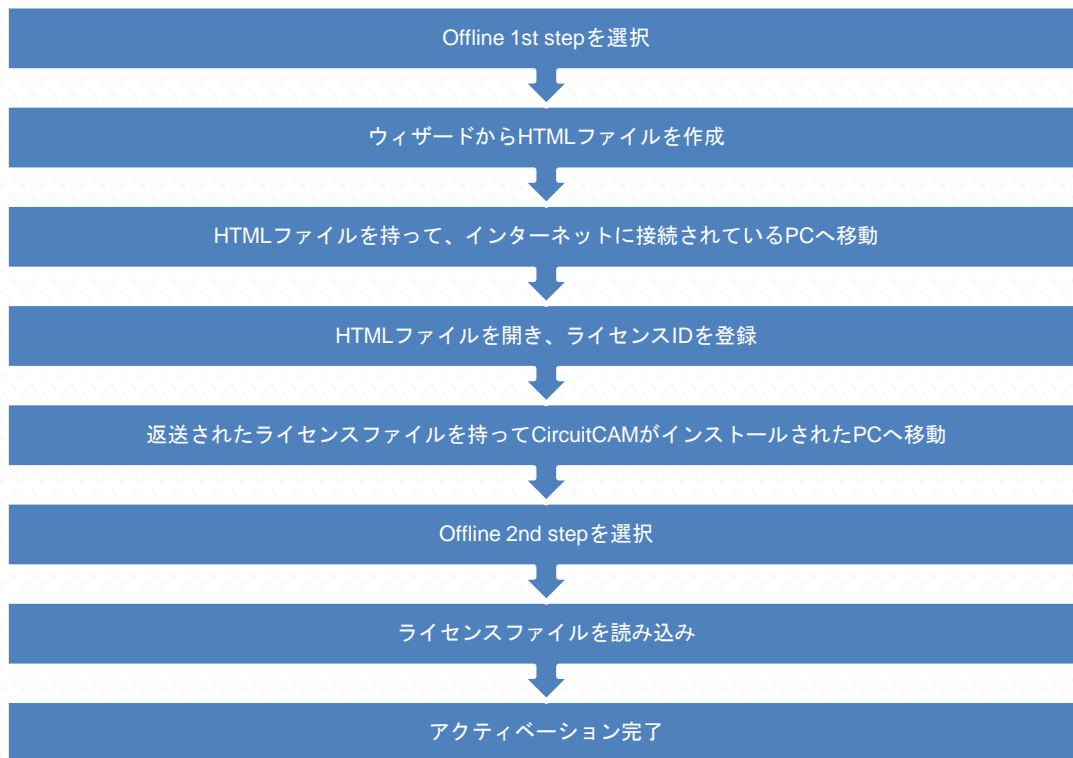 Offline 1st stepを選択
ウィザードからHTMLファイルを作成
HTMLファイルを持って、インターネットに接続されているPCへ移動
HTMLファイルを開き、ライセンスIDを登録
返送されたライセンスファイルを持ってCircuitCAMがインストールされたPCへ移動
Offline 2nd stepを選択
ライセンスファイルを読み込み
アクティベーション完了